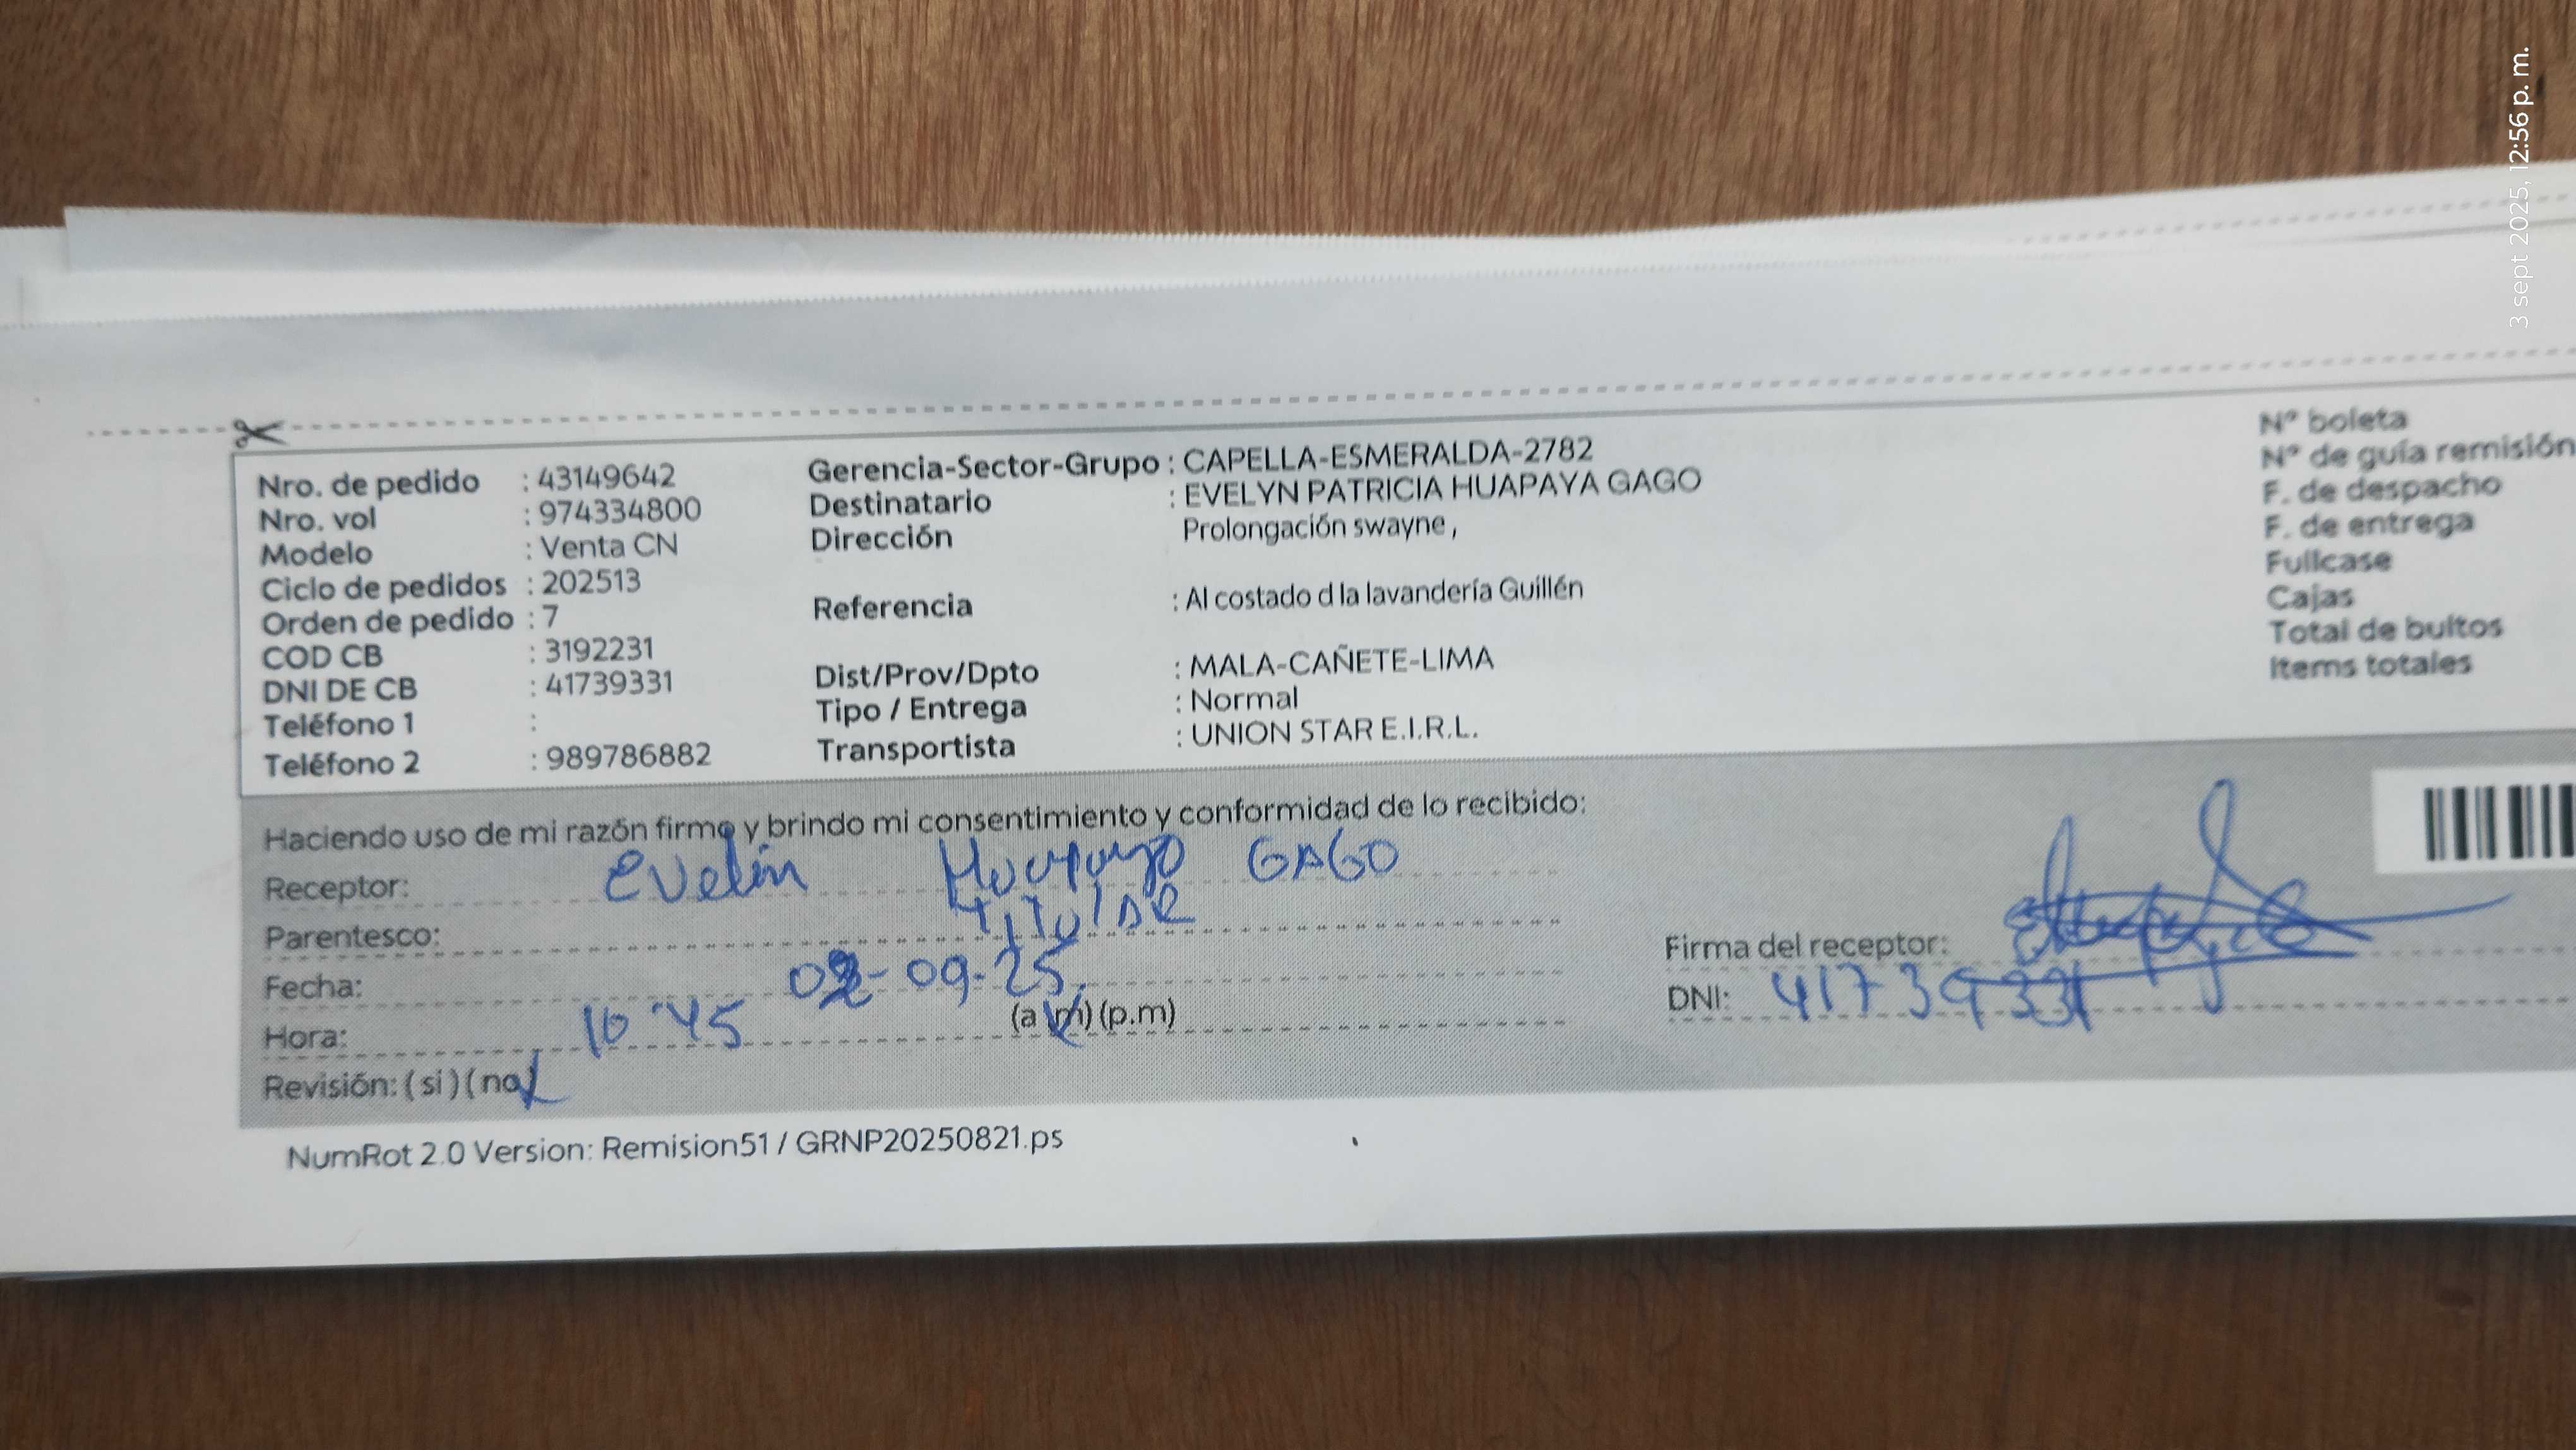 3 sept 2025, 12:56 p. m.
Nro. de pedido : 43149642
Nro. vol : 974334800
Modelo : Venta CN
Ciclo de pedidos : 202513
Orden de pedido : 7
COD CB : 3192231
DNI DE CB : 41739331
Teléfono 1 :
Teléfono 2 : 989786882
Gerencia-Sector-Grupo : CAPELLA-ESMERALDA-2782
Destinatario : EVELYN PATRICIA HUAPAYA GAGO
Dirección Prolongación swayne ,
Referencia : Al costado d la lavandería Guillén
Dist/Prov/Dpto : MALA-CAÑETE-LIMA
Tipo / Entrega : Normal
Transportista : UNION STAR E.I.R.L.
N° boleta
N° de guía remisión
F. de despacho
F. de entrega
Fullcase
Cajas
Total de bultos
Items totales
Haciendo uso de mi razón firmo y brindo mi consentimiento y conformidad de lo recibido:
Receptor: Evelin Huapaya GAGO
Parentesco: TiTulAR
Fecha: 02-09-25
Hora: 10:45 (a.m) (p.m)
Revisión: ( si ) ( no )
Firma del receptor:
DNI: 41739331
NumRot 2.0 Version: Remision51 / GRNP20250821.ps